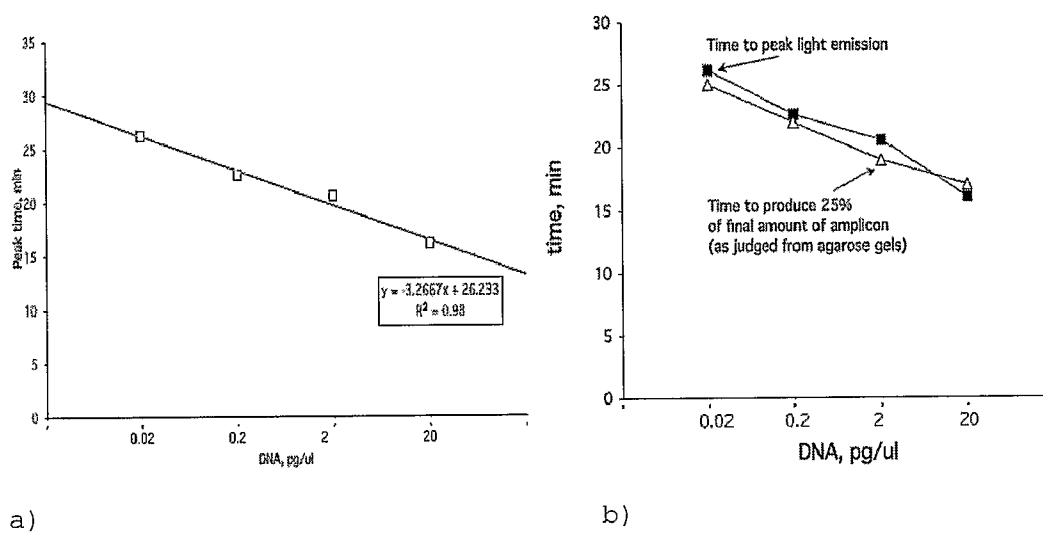 35
30
25
20
15
10
5
0
Peak time, min
y = -3.2667x + 26.233
R² = 0.98
0.02 0.2 2 20
DNA, pg/ul
a)
30
25
20
15
10
5
0
time, min
Time to peak light emission
Time to produce 25%
of final amount of amplicon
(as judged from agarose gels)
0.02 0.2 2 20
DNA, pg/ul
b)